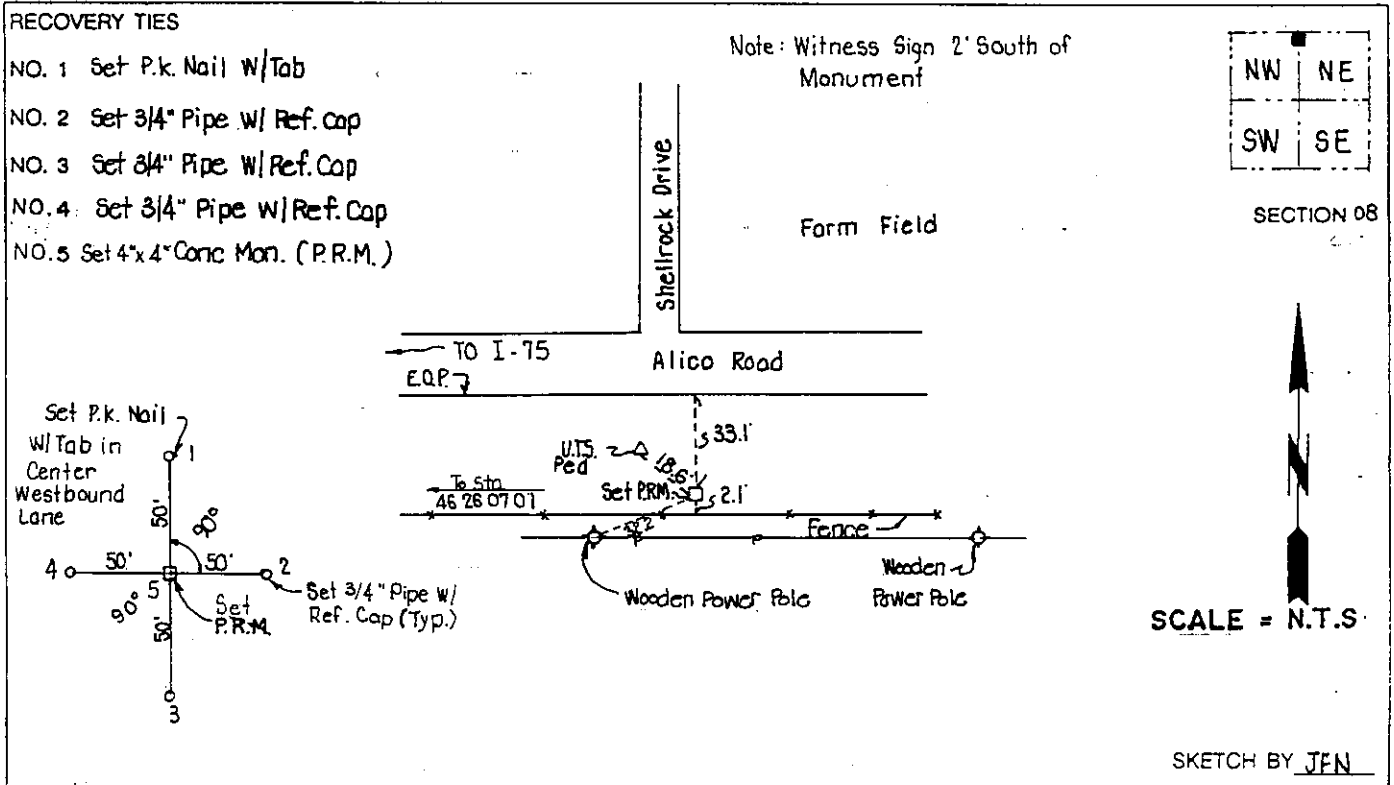 RECOVERY TIES
NO. 1 Set P.k. Nail W/Tab
NO. 2 Set 3/4" Pipe W/ Ref. Cap
NO. 3 Set 3/4" Pipe W/Ref. Cap
NO. 4 Set 3/4" Pipe W/Ref. Cap
NO. 5 Set 4"x 4" Conc Mon. (P.R.M.)
Note: Witness Sign 2' South of
Monument
NW NE
SW SE
SECTION 08
Shellrock Drive
Farm Field
TO I-75
Alico Road
E.O.P.
33.1'
U.T.S.
Ped
18.6'
Set P.R.M.
2.1'
To Stn
46 26 07 01
Fence
Wooden Power Pole
Wooden
Power Pole
Set P.k. Nail
W/Tab in
Center
Westbound
Lane
1
50'
90°
4
50'
50'
2
5
90°
50'
Set
P.R.M.
Set 3/4" Pipe W/
Ref. Cap (Typ.)
3
N
SCALE = N.T.S.
SKETCH BY JFN